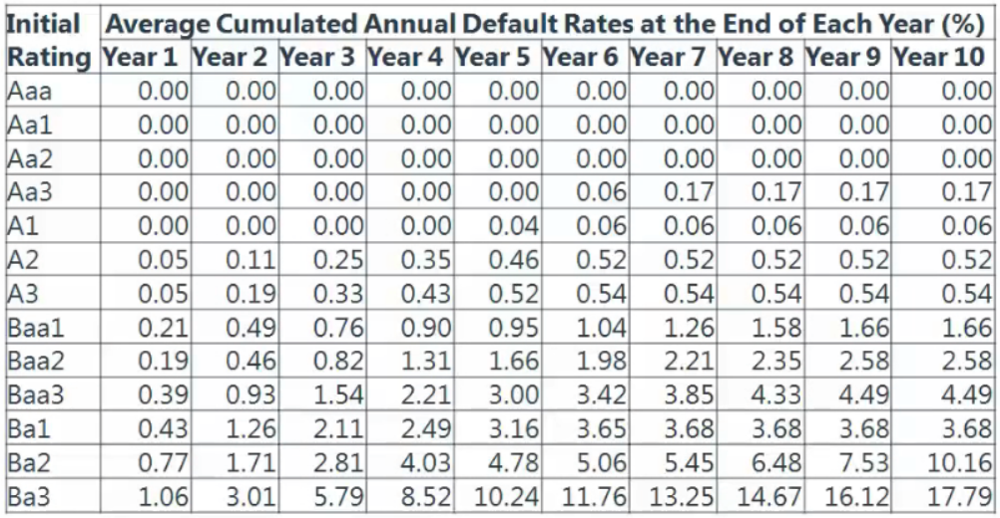 Initial Average Cumulated Annual Default Rates at the End of Each Year (%)
Rating Year 1 Year 2 Year 3 Year 4 Year 5 Year 6 Year 7 Year 8 Year 9 Year 10
Aaa 0.00 0.00 0.00 0.00 0.00 0.00 0.00 0.00 0.00 0.00
Aa1 0.00 0.00 0.00 0.00 0.00 0.00 0.00 0.00 0.00 0.00
Aa2 0.00 0.00 0.00 0.00 0.00 0.00 0.00 0.00 0.00 0.00
Aa3 0.00 0.00 0.00 0.00 0.00 0.06 0.17 0.17 0.17 0.17
A1 0.00 0.00 0.00 0.00 0.04 0.06 0.06 0.06 0.06 0.06
A2 0.05 0.11 0.25 0.35 0.46 0.52 0.52 0.52 0.52 0.52
A3 0.05 0.19 0.33 0.43 0.52 0.54 0.54 0.54 0.54 0.54
Baa1 0.21 0.49 0.76 0.90 0.95 1.04 1.26 1.58 1.66 1.66
Baa2 0.19 0.46 0.82 1.31 1.66 1.98 2.21 2.35 2.58 2.58
Baa3 0.39 0.93 1.54 2.21 3.00 3.42 3.85 4.33 4.49 4.49
Ba1 0.43 1.26 2.11 2.49 3.16 3.65 3.68 3.68 3.68 3.68
Ba2 0.77 1.71 2.81 4.03 4.78 5.06 5.45 6.48 7.53 10.16
Ba3 1.06 3.01 5.79 8.52 10.24 11.76 13.25 14.67 16.12 17.79